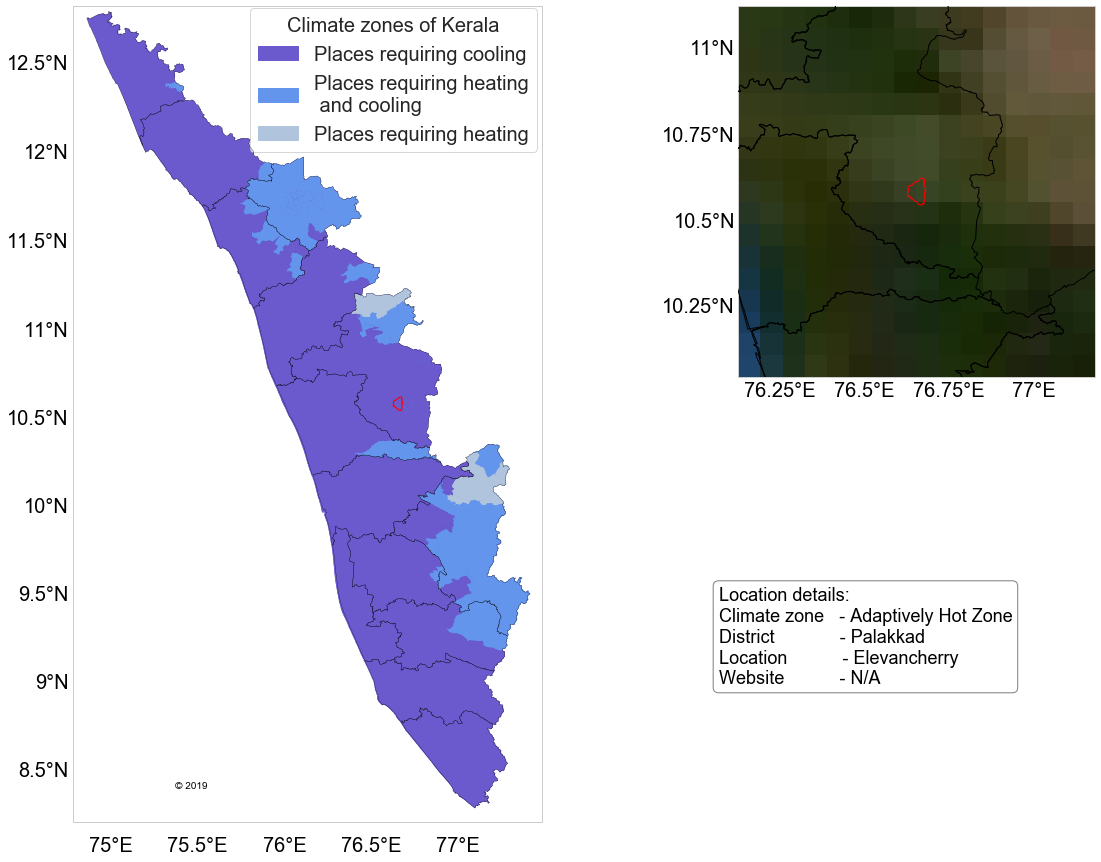 Climate zones of Kerala
Places requiring cooling
Places requiring heating
and cooling
Places requiring heating
12.5°N
12°N
11.5°N
11°N
10.5°N
10°N
9.5°N
9°N
8.5°N
75°E 75.5°E 76°E 76.5°E 77°E
© 2019
11°N
10.75°N
10.5°N
10.25°N
76.25°E 76.5°E 76.75°E 77°E
Location details:
Climate zone - Adaptively Hot Zone
District - Palakkad
Location - Elevancherry
Website - N/A